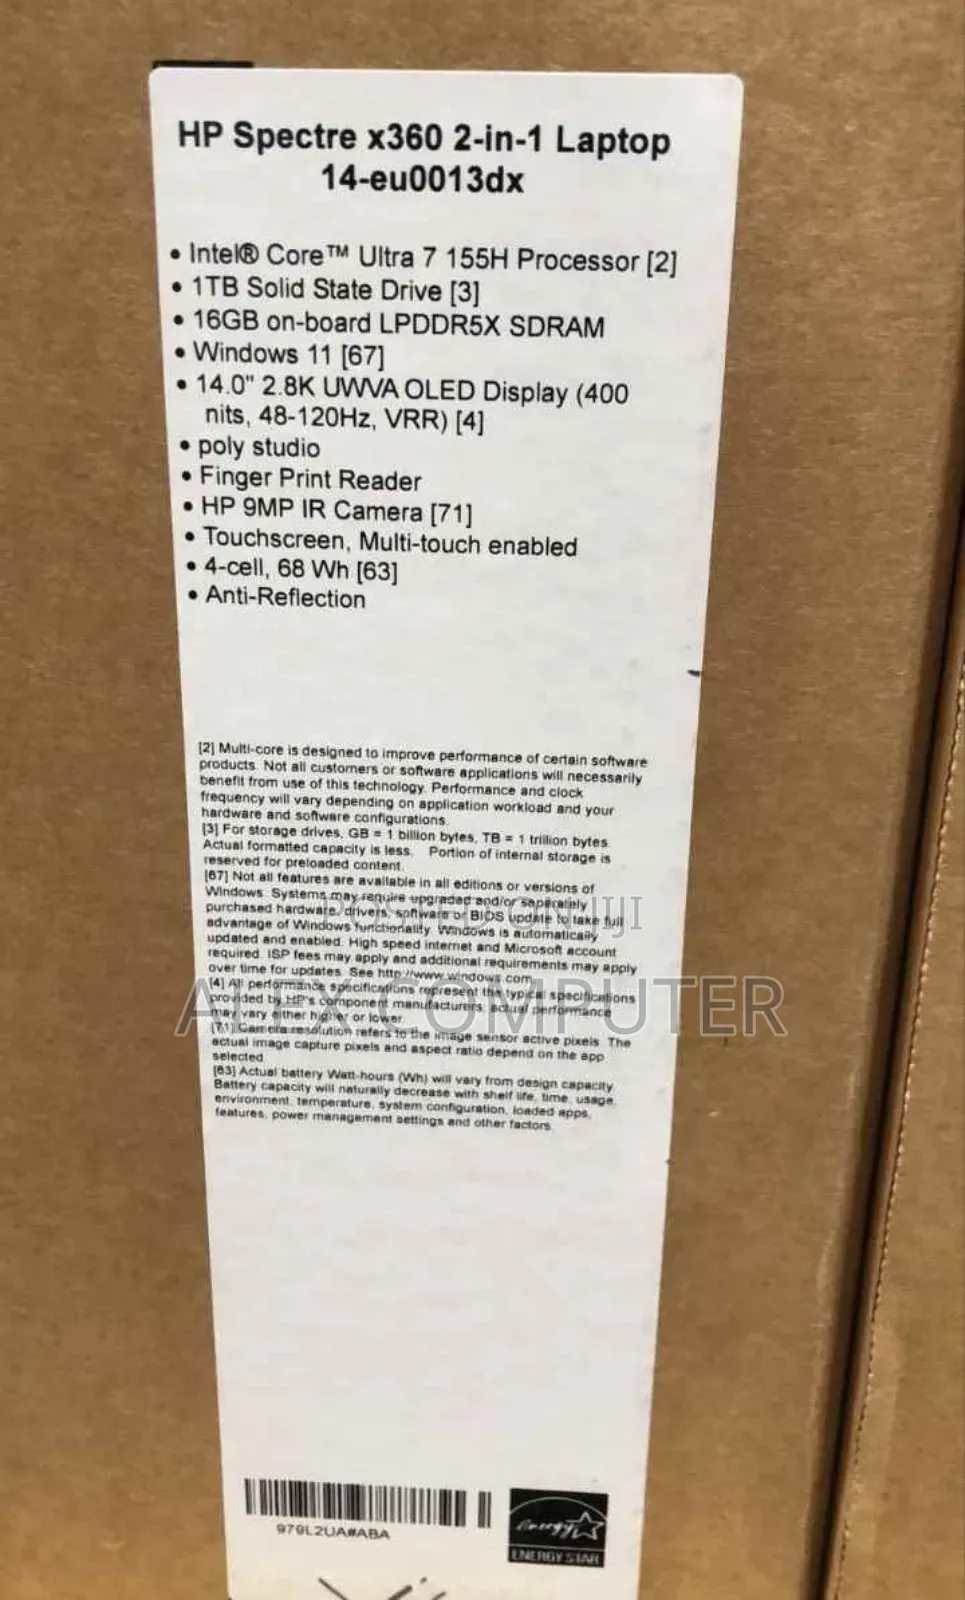 HP Spectre x360 2-in-1 Laptop
14-eu0013dx
• Intel® Core™ Ultra 7 155H Processor [2]
• 1TB Solid State Drive [3]
• 16GB on-board LPDDR5X SDRAM
• Windows 11 [67]
• 14.0" 2.8K UWVA OLED Display (400
nits, 48-120Hz, VRR) [4]
• poly studio
• Finger Print Reader
• HP 9MP IR Camera [71]
• Touchscreen, Multi-touch enabled
• 4-cell, 68 Wh [63]
• Anti-Reflection
[2] Multi-core is designed to improve performance of certain software
products. Not all customers or software applications will necessarily
benefit from use of this technology. Performance and clock
frequency will vary depending on application workload and your
hardware and software configurations.
[3] For storage drives, GB = 1 billion bytes, TB = 1 trillion bytes.
Actual formatted capacity is less. Portion of internal storage is
reserved for preloaded content.
[67] Not all features are available in all editions or versions of
Windows. Systems may require upgraded and/or separately
purchased hardware, drivers, software or BIOS update to take full
advantage of Windows functionality. Windows is automatically
updated and enabled. High speed internet and Microsoft account
required. ISP fees may apply and additional requirements may apply
over time for updates. See http://www.windows.com.
[4] All performance specifications represent the typical specifications
provided by HP's component manufacturers; actual performance
may vary either higher or lower.
[71] Camera resolution refers to the image sensor active pixels. The
actual image capture pixels and aspect ratio depend on the app
selected.
[63] Actual battery Watt-hours (Wh) will vary from design capacity.
Battery capacity will naturally decrease with shelf life, time, usage,
environment, temperature, system configuration, loaded apps,
features, power management settings and other factors.
POSTED ON JIJI
ALEX COMPUTER
979L2UA#ABA
energy
ENERGY STAR